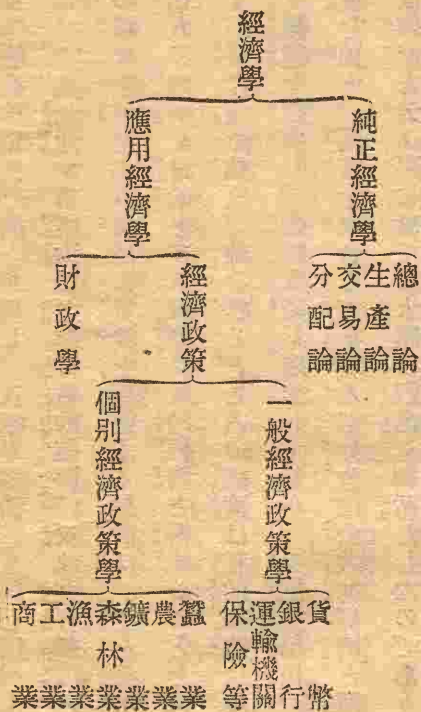 經濟學
純正經濟學
總論
生產論
交易論
分配論
應用經濟學
經濟政策
一般經濟政策學
貨幣
銀行
運輸機關
保險等
個別經濟政策學
蠶業
農業
鑛業
森林業
漁業
工業
商業
財政學